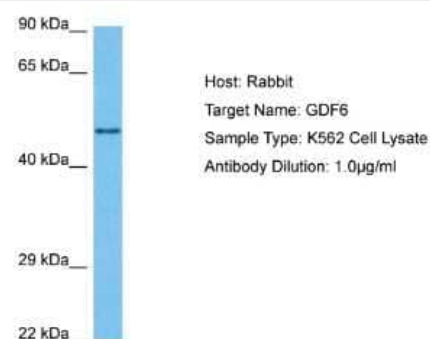 90 kDa
65 kDa
Host: Rabbit
Target Name: GDF6
Sample Type: K562 Cell Lysate
40 kDa
Antibody Dilution: 1.0µg/ml
29 kDa
22 kDa